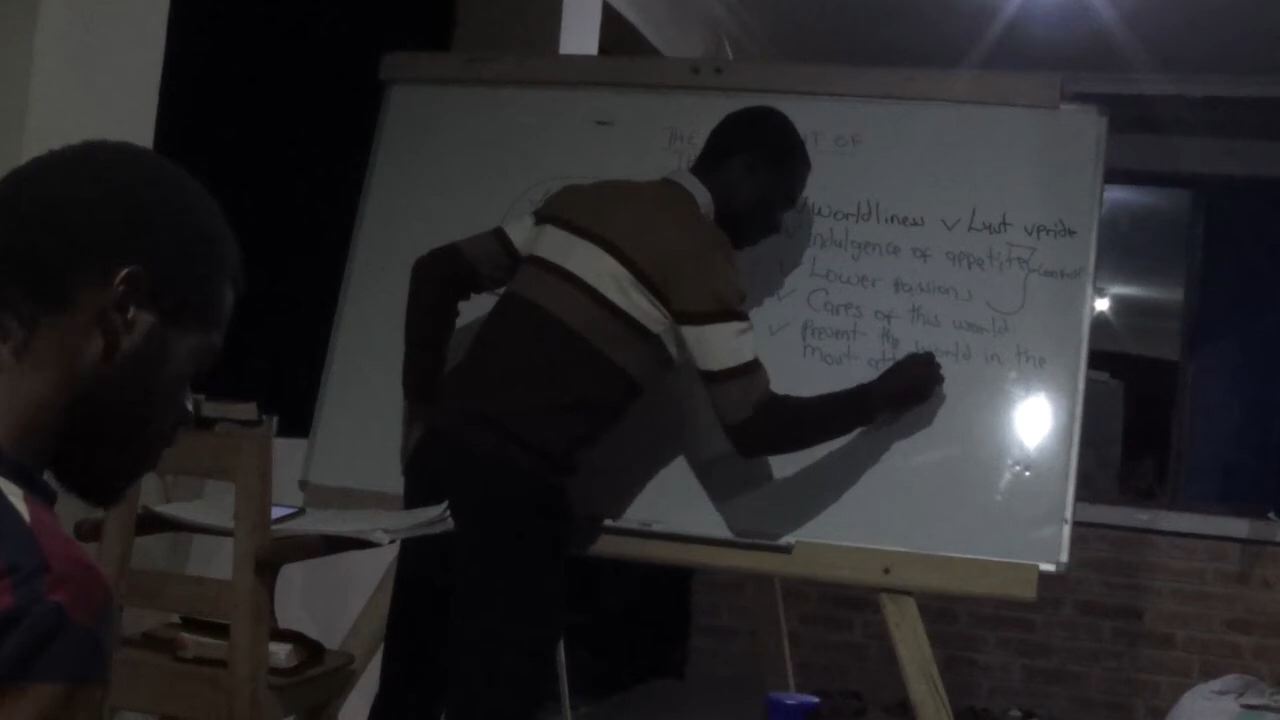 THE OF
Worldliness ✓ Lust ✓ pride
Indulgence of appetite
Lower passions
✓ Cares of this world
✓ Present the world in the
Most